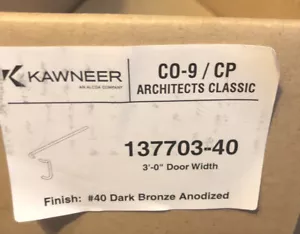 KAWNEER
AN ALCOA COMPANY
CO-9 / CP
ARCHITECTS CLASSIC
137703-40
3'-0" Door Width
Finish: #40 Dark Bronze Anodized